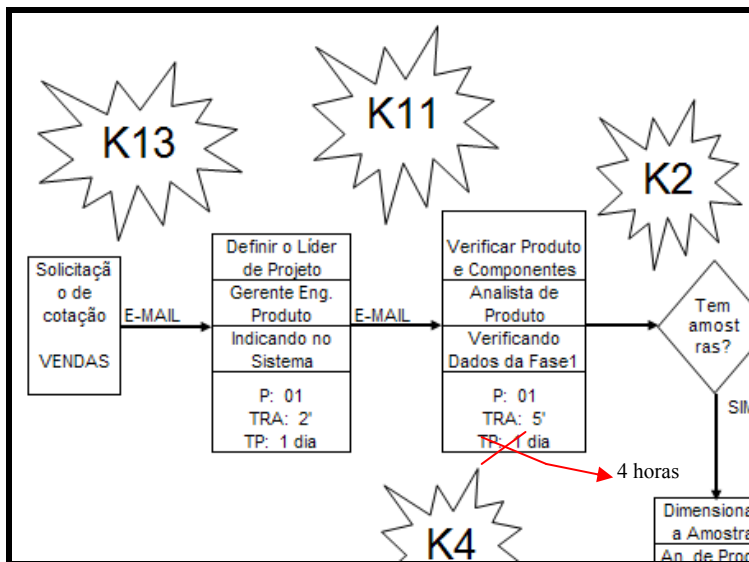 K13
K11
K2
Solicitaçã
o de
cotação
VENDAS
E-MAIL
Definir o Líder
de Projeto
Gerente Eng.
Produto
Indicando no
Sistema
P: 01
TRA: 2'
TP: 1 dia
E-MAIL
Verificar Produto
e Componentes
Analista de
Produto
Verificando
Dados da Fase1
P: 01
TRA: 5'
TP: 1 dia
4 horas
Tem
amost
ras?
SIM
K4
Dimensiona
a Amostra
An. de Prod